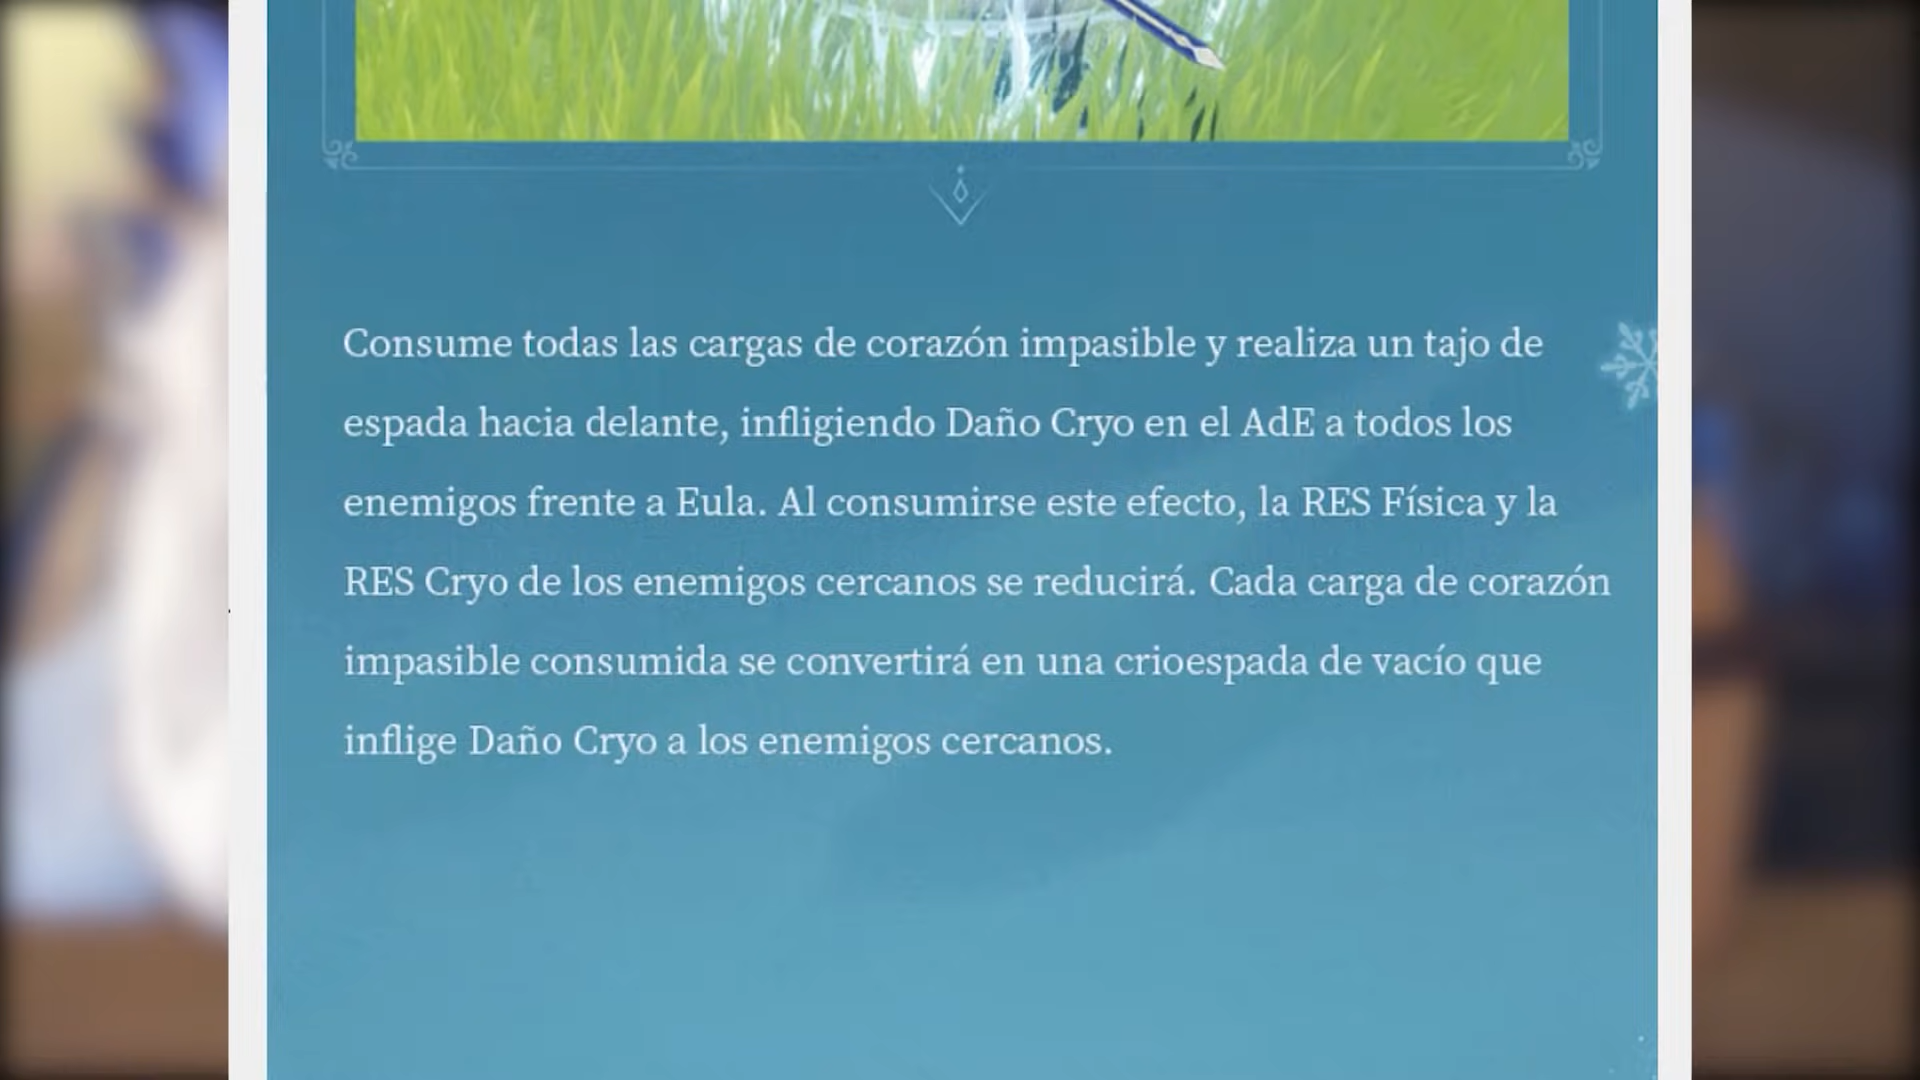 Consume todas las cargas de corazón impasible y realiza un tajo de
espada hacia delante, infligiendo Daño Cryo en el AdE a todos los
enemigos frente a Eula. Al consumirse este efecto, la RES Física y la
RES Cryo de los enemigos cercanos se reducirá. Cada carga de corazón
impasible consumida se convertirá en una crioespada de vacío que
inflige Daño Cryo a los enemigos cercanos.